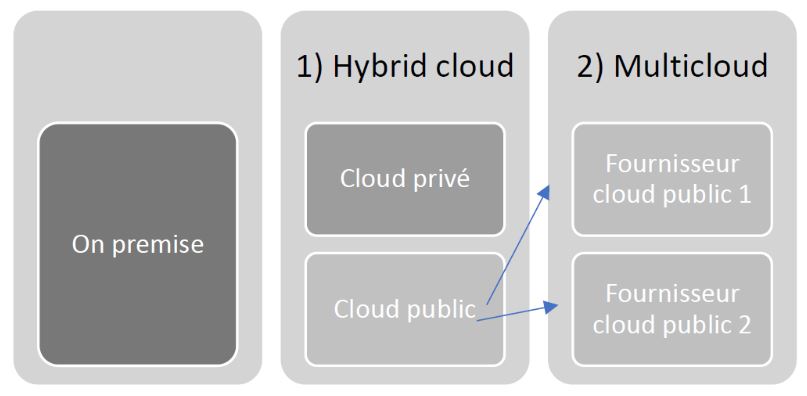 On premise
1) Hybrid cloud
Cloud privé
Cloud public
2) Multicloud
Fournisseur
cloud public 1
Fournisseur
cloud public 2